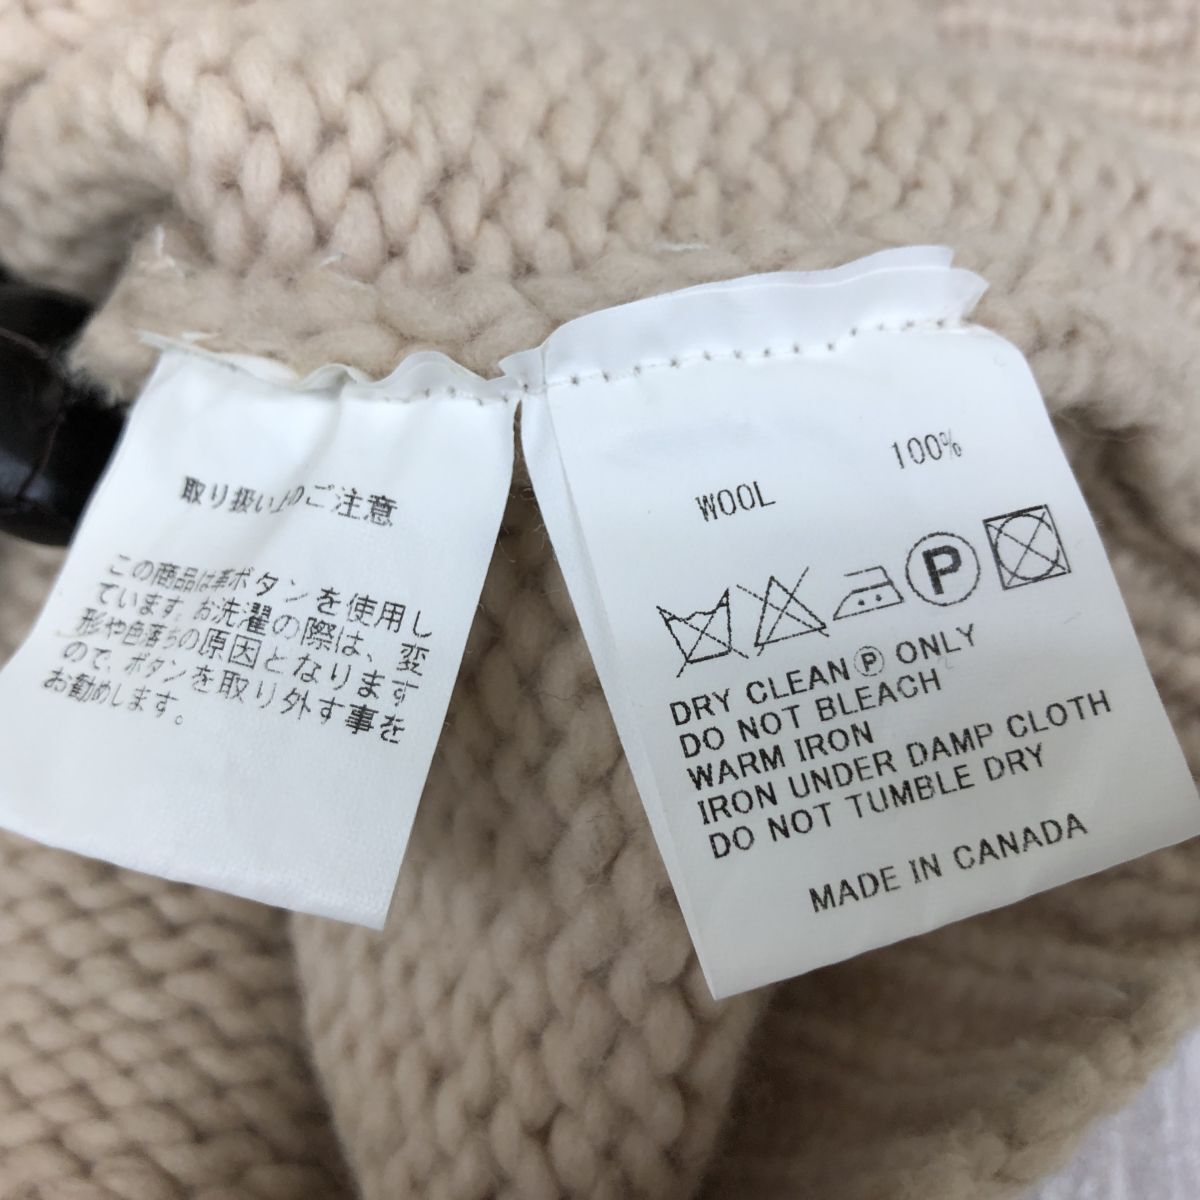 取り扱い上のご注意
この商品は革ボタンを使用し
ています。お洗濯の際は、変
形や色落ちの原因となります
ので、ボタンを取り外す事を
お勧めします。
WOOL 100%
P
DRY CLEAN Ⓟ ONLY
DO NOT BLEACH
WARM IRON
IRON UNDER DAMP CLOTH
DO NOT TUMBLE DRY
MADE IN CANADA